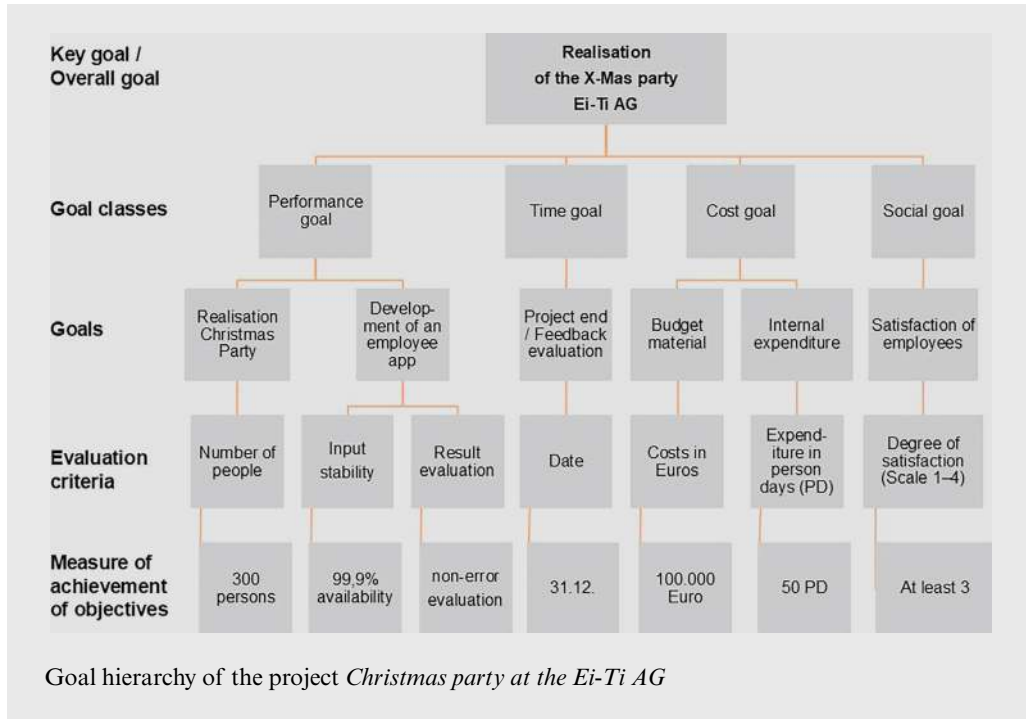 Key goal /
Overall goal
Realisation
of the X-Mas party
Ei-Ti AG
Goal classes
Performance
goal
Time goal
Cost goal
Social goal
Goals
Realisation
Christmas
Party
Develop-
ment of an
employee
app
Project end
/ Feedback
evaluation
Budget
material
Internal
expenditure
Satisfaction of
employees
Evaluation
criteria
Number of
people
Input
stability
Result
evaluation
Date
Costs in
Euros
Expend-
iture in
person
days (PD)
Degree of
satisfaction
(Scale 1–4)
Measure of
achievement
of objectives
300
persons
99,9%
availability
non-error
evaluation
31.12.
100.000
Euro
50 PD
At least 3
Goal hierarchy of the project Christmas party at the Ei-Ti AG